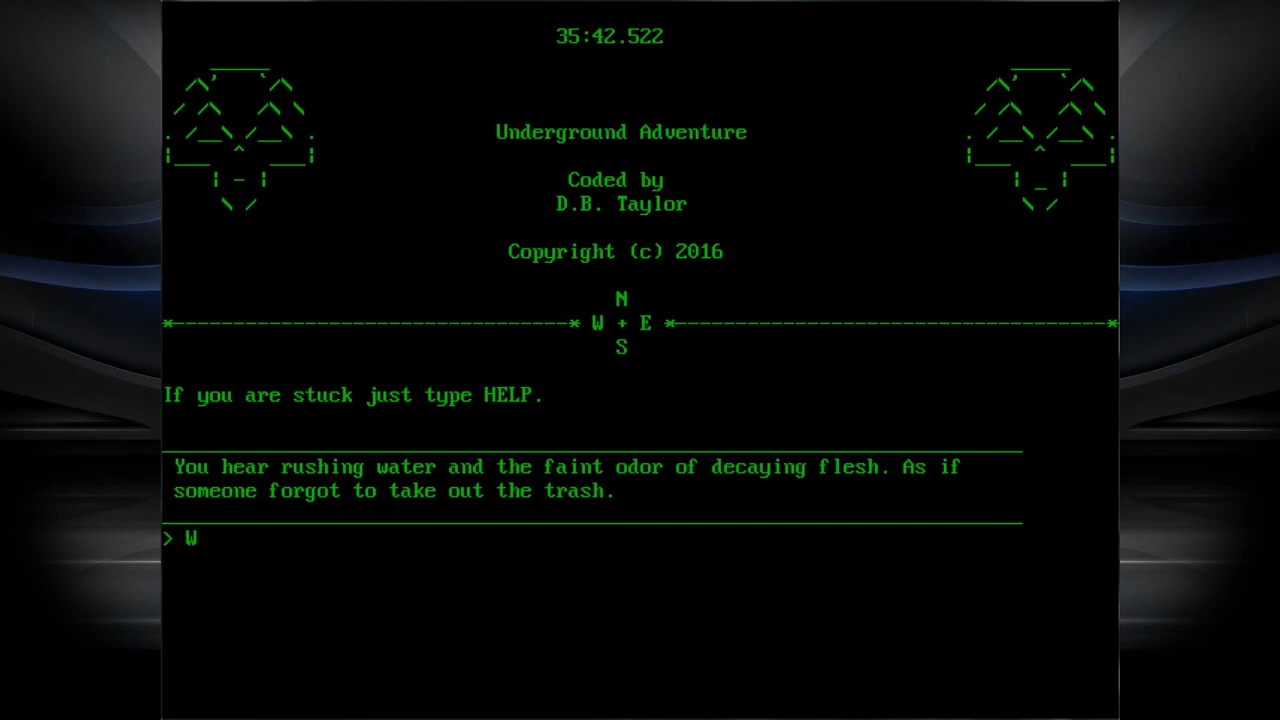 35:42.522
Underground Adventure
Coded by
D.B. Taylor
Copyright (c) 2016
N
W + E
S
If you are stuck just type HELP.
You hear rushing water and the faint odor of decaying flesh. As if
someone forgot to take out the trash.
> W